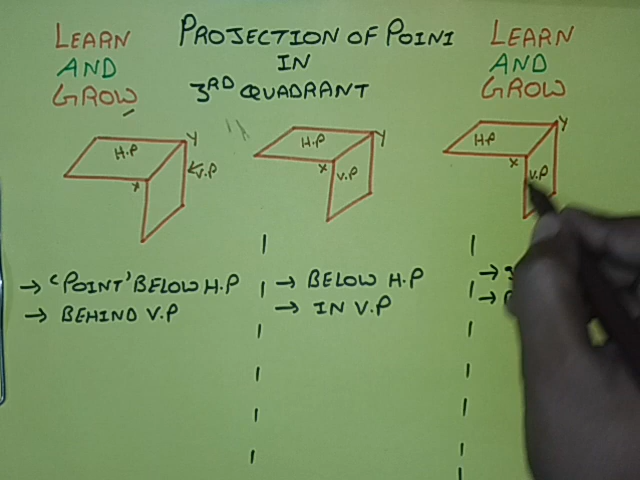 LEARN
AND
GROW
PROJECTION OF POINT
IN
3RD QUADRANT
LEARN
AND
GROW
H.P
Y
X
V.P
H.P
Y
X
V.P
H.P
Y
X
V.P
→ 'POINT' BELOW H.P
→ BEHIND V.P
→ BELOW H.P
→ IN V.P
→
→